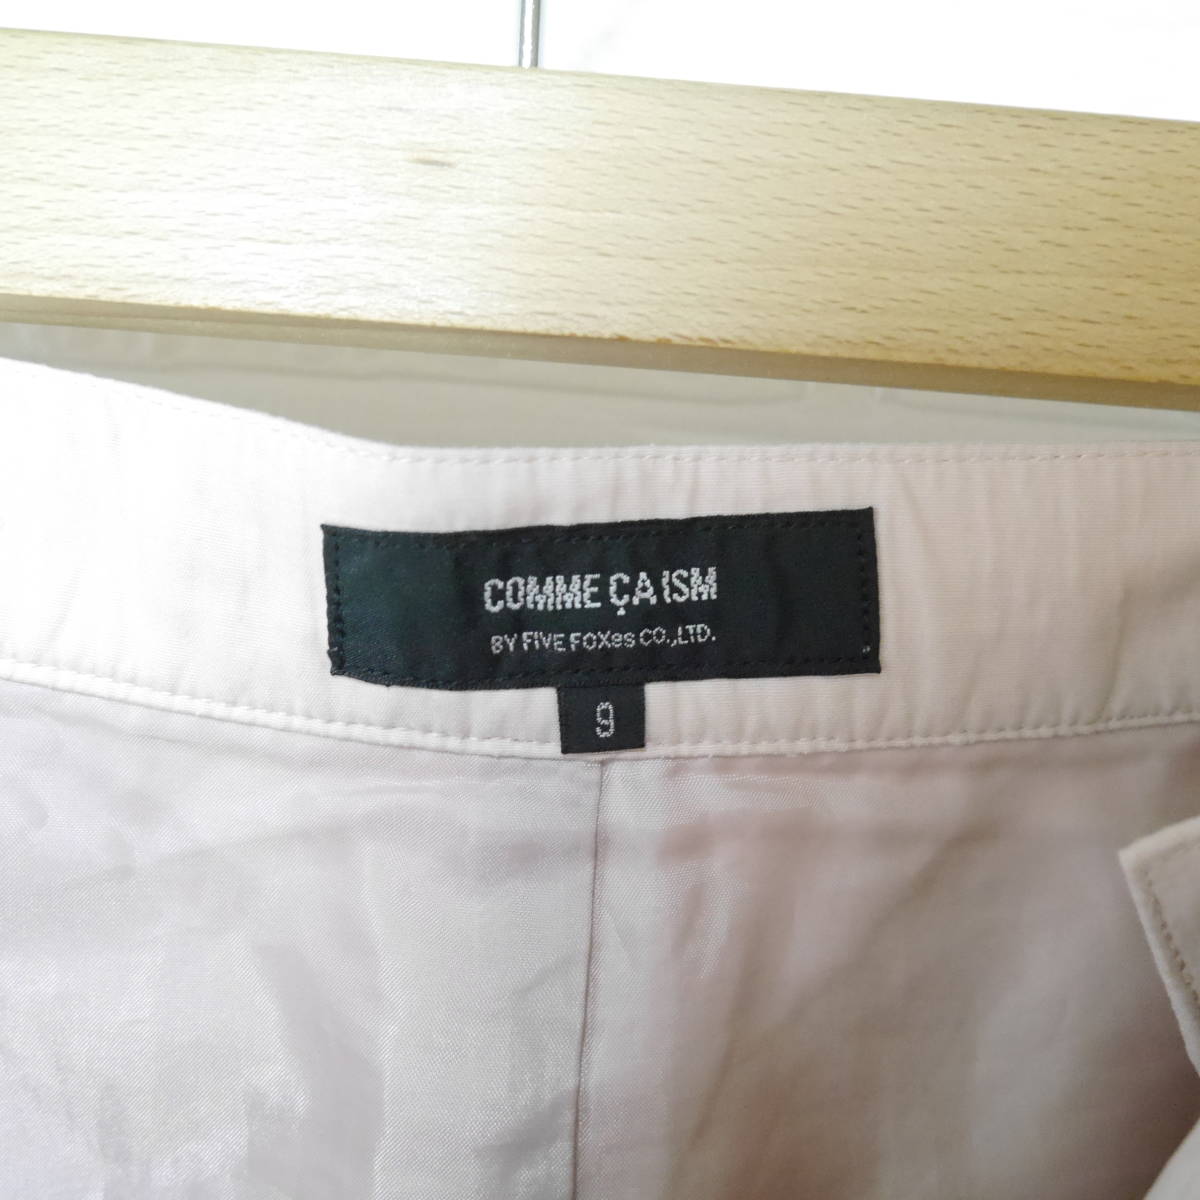 COMME ÇA ISM
BY FIVE FOXes CO.,LTD.
9